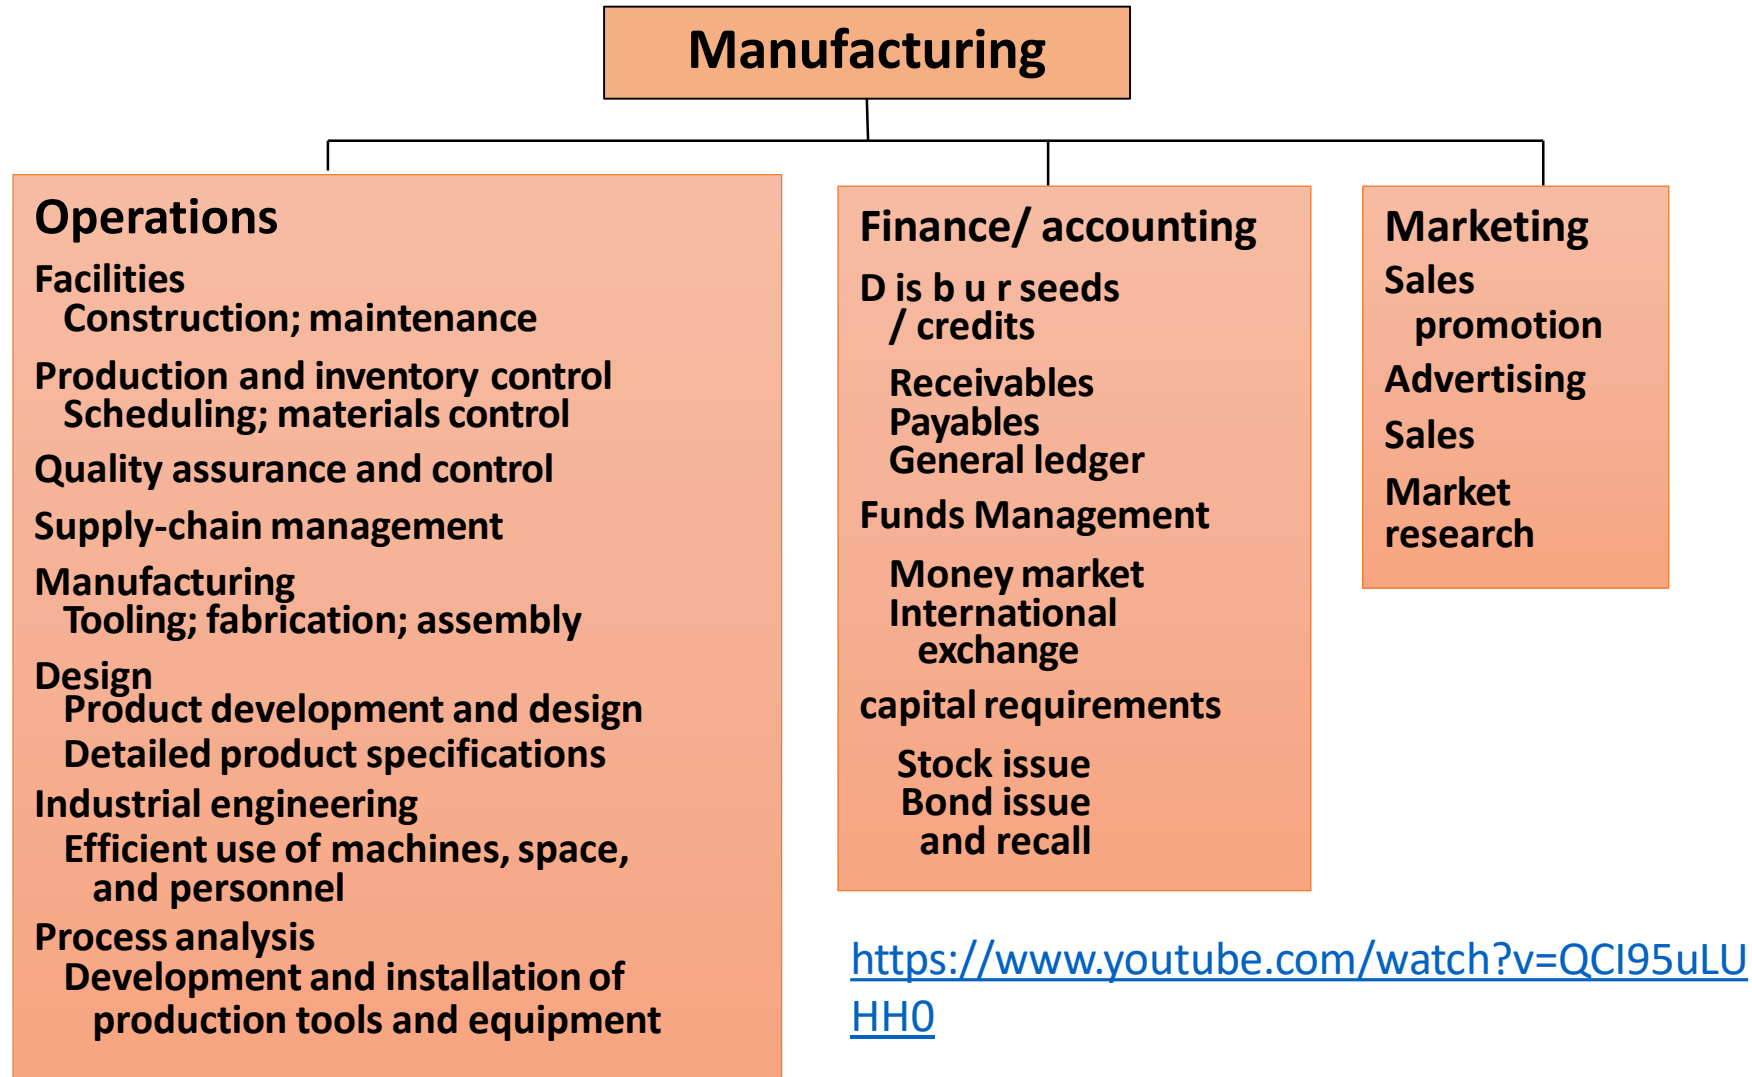 Manufacturing
Operations
Facilities
Construction; maintenance
Production and inventory control
Scheduling; materials control
Quality assurance and control
Supply-chain management
Manufacturing
Tooling; fabrication; assembly
Design
Product development and design
Detailed product specifications
Industrial engineering
Efficient use of machines, space,
and personnel
Process analysis
Development and installation of
production tools and equipment
Finance/ accounting
D is b u r seeds
/ credits
Receivables
Payables
General ledger
Funds Management
Money market
International
exchange
capital requirements
Stock issue
Bond issue
and recall
Marketing
Sales
promotion
Advertising
Sales
Market
research
https://www.youtube.com/watch?v=QCI95uLU
HH0